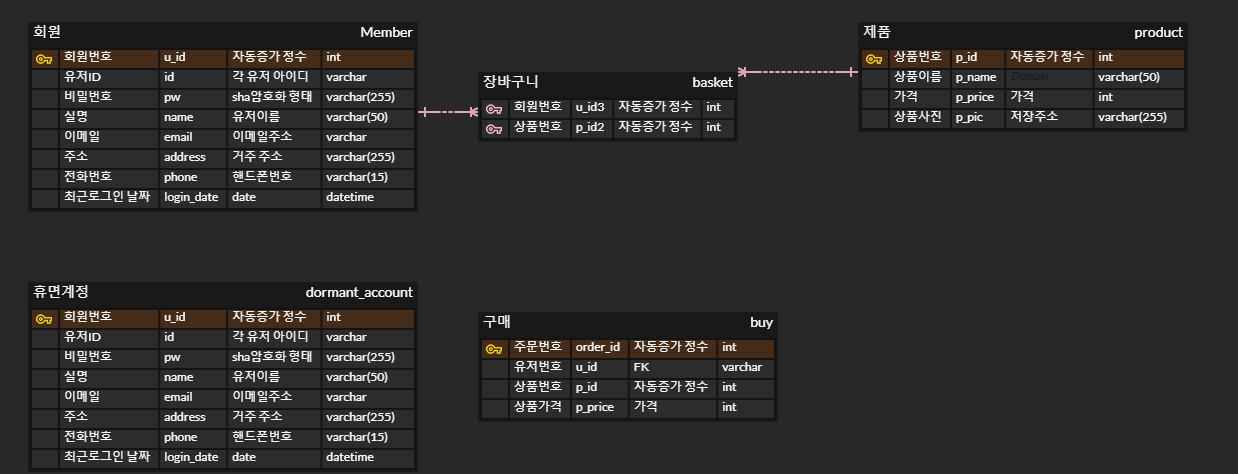 회원 Member
회원번호 u_id 자동증가 정수 int
유저ID id 각 유저 아이디 varchar
비밀번호 pw sha암호화 형태 varchar(255)
실명 name 유저이름 varchar(50)
이메일 email 이메일주소 varchar
주소 address 거주 주소 varchar(255)
전화번호 phone 핸드폰번호 varchar(15)
최근로그인 날짜 login_date date datetime
장바구니 basket
회원번호 u_id3 자동증가 정수 int
상품번호 p_id2 자동증가 정수 int
제품 product
상품번호 p_id 자동증가 정수 int
상품이름 p_name Domain varchar(50)
가격 p_price 가격 int
상품사진 p_pic 저장주소 varchar(255)
휴면계정 dormant_account
회원번호 u_id 자동증가 정수 int
유저ID id 각 유저 아이디 varchar
비밀번호 pw sha암호화 형태 varchar(255)
실명 name 유저이름 varchar(50)
이메일 email 이메일주소 varchar
주소 address 거주 주소 varchar(255)
전화번호 phone 핸드폰번호 varchar(15)
최근로그인 날짜 login_date date datetime
구매 buy
주문번호 order_id 자동증가 정수 int
유저번호 u_id FK varchar
상품번호 p_id 자동증가 정수 int
상품가격 p_price 가격 int